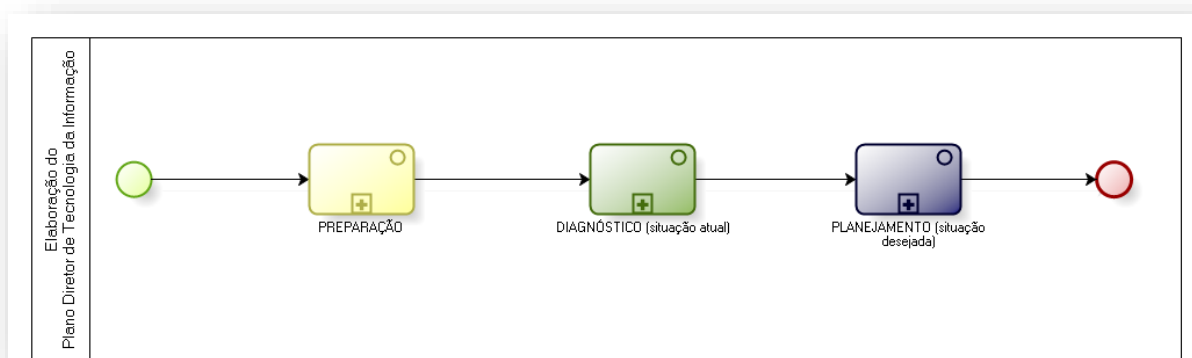 Elaboração do
Plano Diretor de Tecnologia da Informação
PREPARAÇÃO
DIAGNÓSTICO (situação atual)
PLANEJAMENTO (situação
desejada)